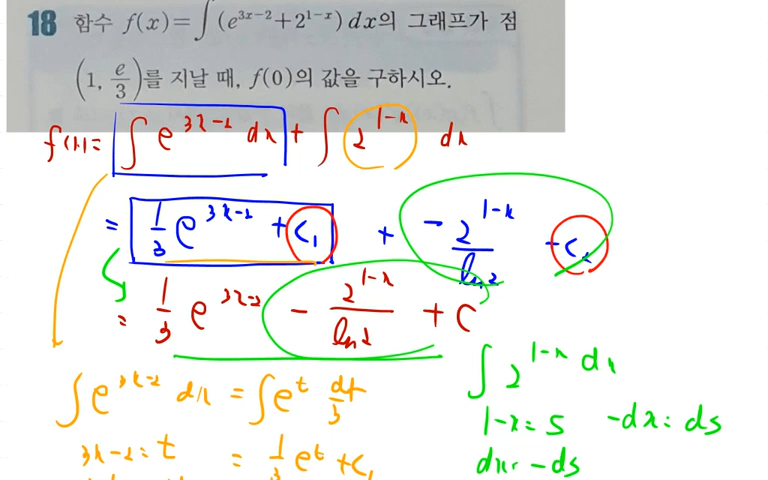 18 함수 f(x)=∫(e^{3x-2}+2^{1-x})dx의 그래프가 점
(1, e/3)를 지날 때, f(0)의 값을 구하시오.
f(x)= ∫e^{3x-2} dx + ∫2^{1-x} dx
= 1/3 e^{3x-2} + C₁ + - 2^{1-x}/ln2 + C₂
= 1/3 e^{3x-2} - 2^{1-x}/ln2 + C
∫e^{3x-2} dx = ∫e^t dt/3
3x-2=t = 1/3 e^t + C₁
∫2^{1-x} dx
1-x=s -dx=ds
dx=-ds